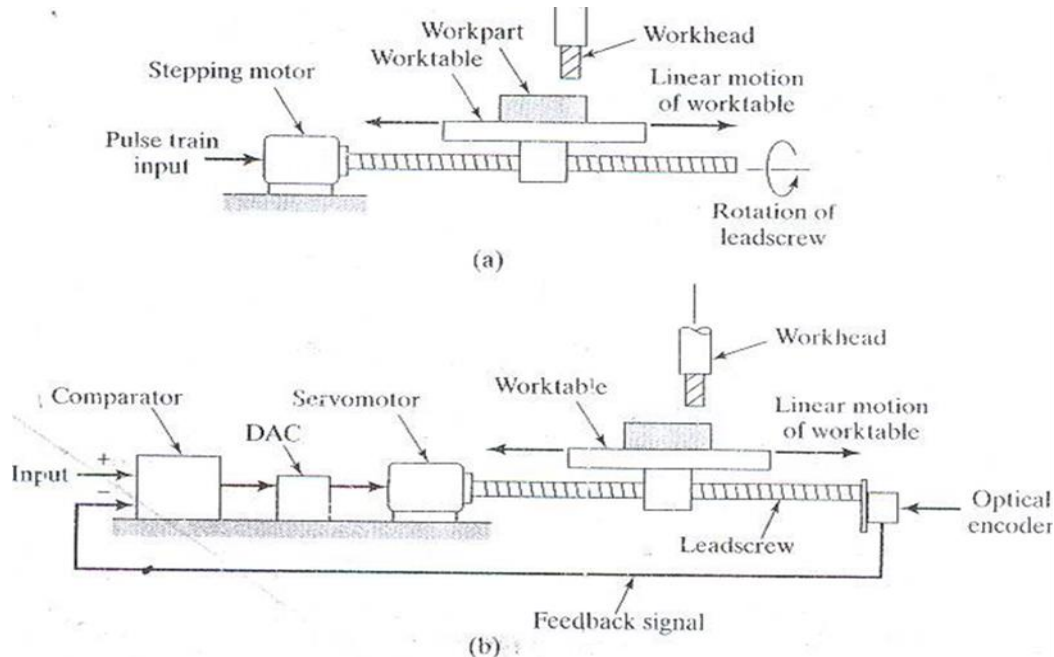 Workpart
Worktable
Workhead
Stepping motor
Linear motion
of worktable
Pulse train
input
Rotation of
leadscrew
(a)
Workhead
Worktable
Comparator
Servomotor
DAC
Linear motion
of worktable
Input
+
−
Optical
encoder
Leadscrew
Feedback signal
(b)